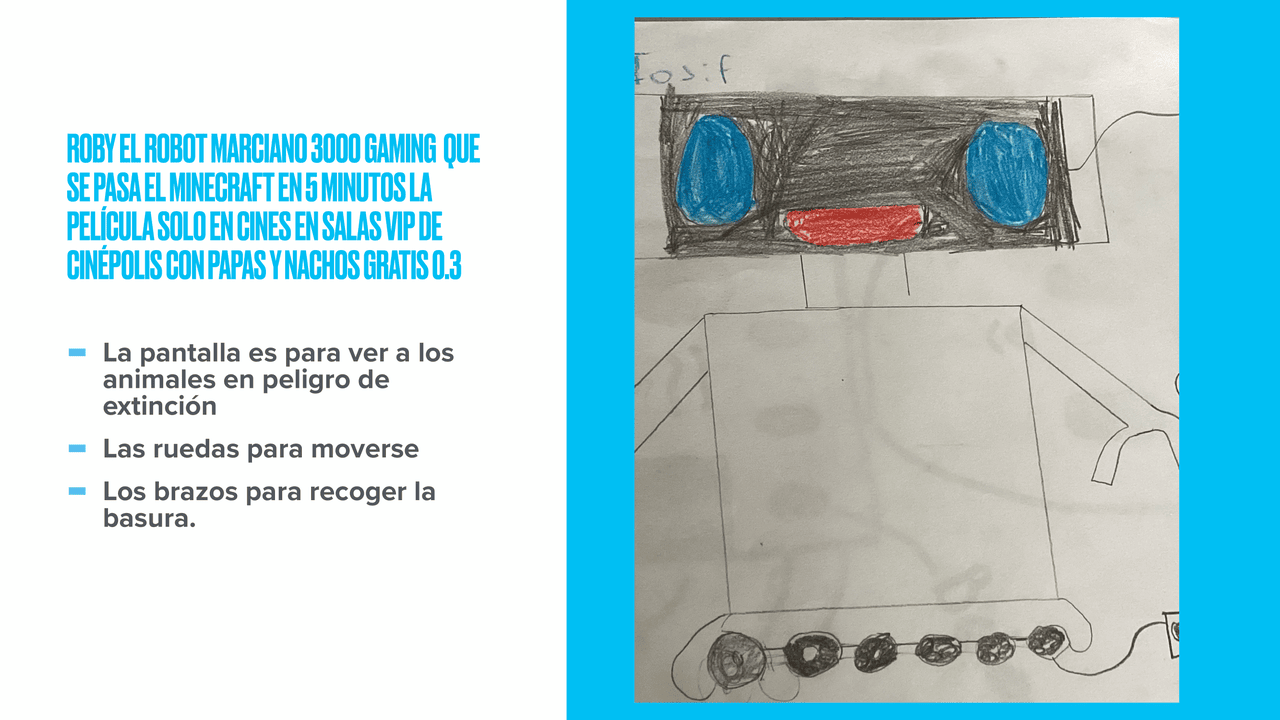 ROBY EL ROBOT MARCIANO 3000 GAMING QUE
SE PASA EL MINECRAFT EN 5 MINUTOS LA
PELÍCULA SOLO EN CINES EN SALAS VIP DE
CINÉPOLIS CON PAPAS Y NACHOS GRATIS 0.3
La pantalla es para ver a los
animales en peligro de
extinción
Las ruedas para moverse
Los brazos para recoger la
basura.
Iosif